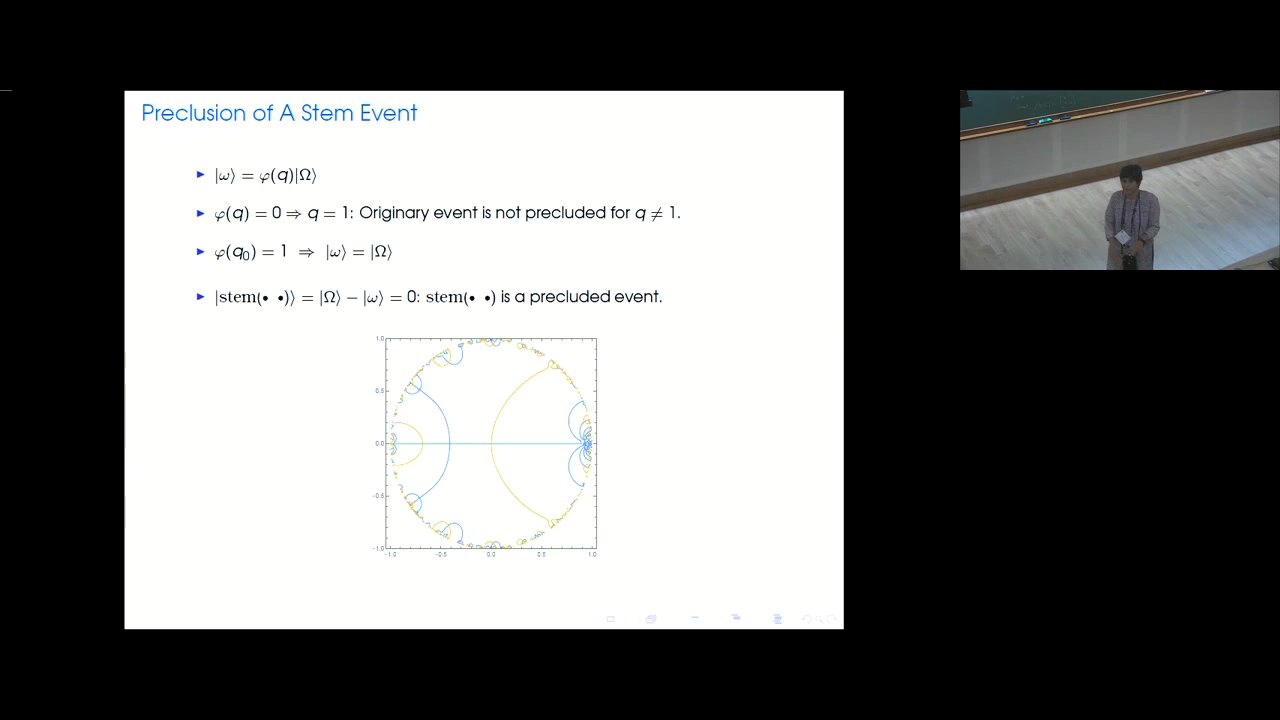 Preclusion of A Stem Event
▶ |ω⟩ = φ(q)|Ω⟩
▶ φ(q) = 0 ⇒ q = 1: Originary event is not precluded for q ≠ 1.
▶ φ(q₀) = 1 ⇒ |ω⟩ = |Ω⟩
▶ |stem(• •)⟩ = |Ω⟩ − |ω⟩ = 0: stem(• •) is a precluded event.
1.0
0.5
0.0
-0.5
-1.0
-1.0 -0.5 0.0 0.5 1.0